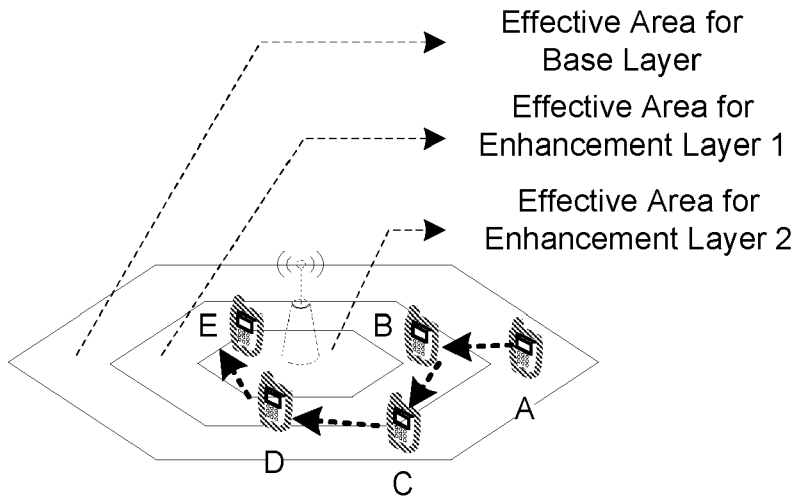 Effective Area for
Base Layer
Effective Area for
Enhancement Layer 1
Effective Area for
Enhancement Layer 2
E
B
A
D
C